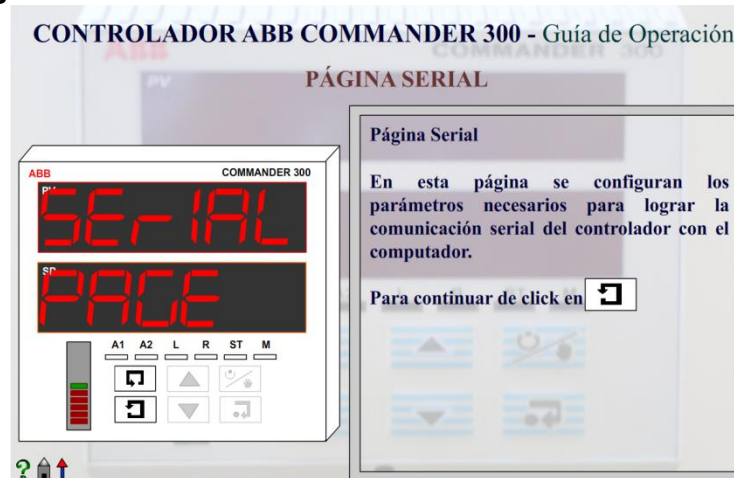 CONTROLADOR ABB COMMANDER 300 - Guía de Operación
PÁGINA SERIAL
ABB
COMMANDER 300
PV
SErIAL
SP
PAGE
A1 A2 L R ST M
Página Serial
En esta página se configuran los
parámetros necesarios para lograr la
comunicación serial del controlador con el
computador.
Para continuar de click en
?